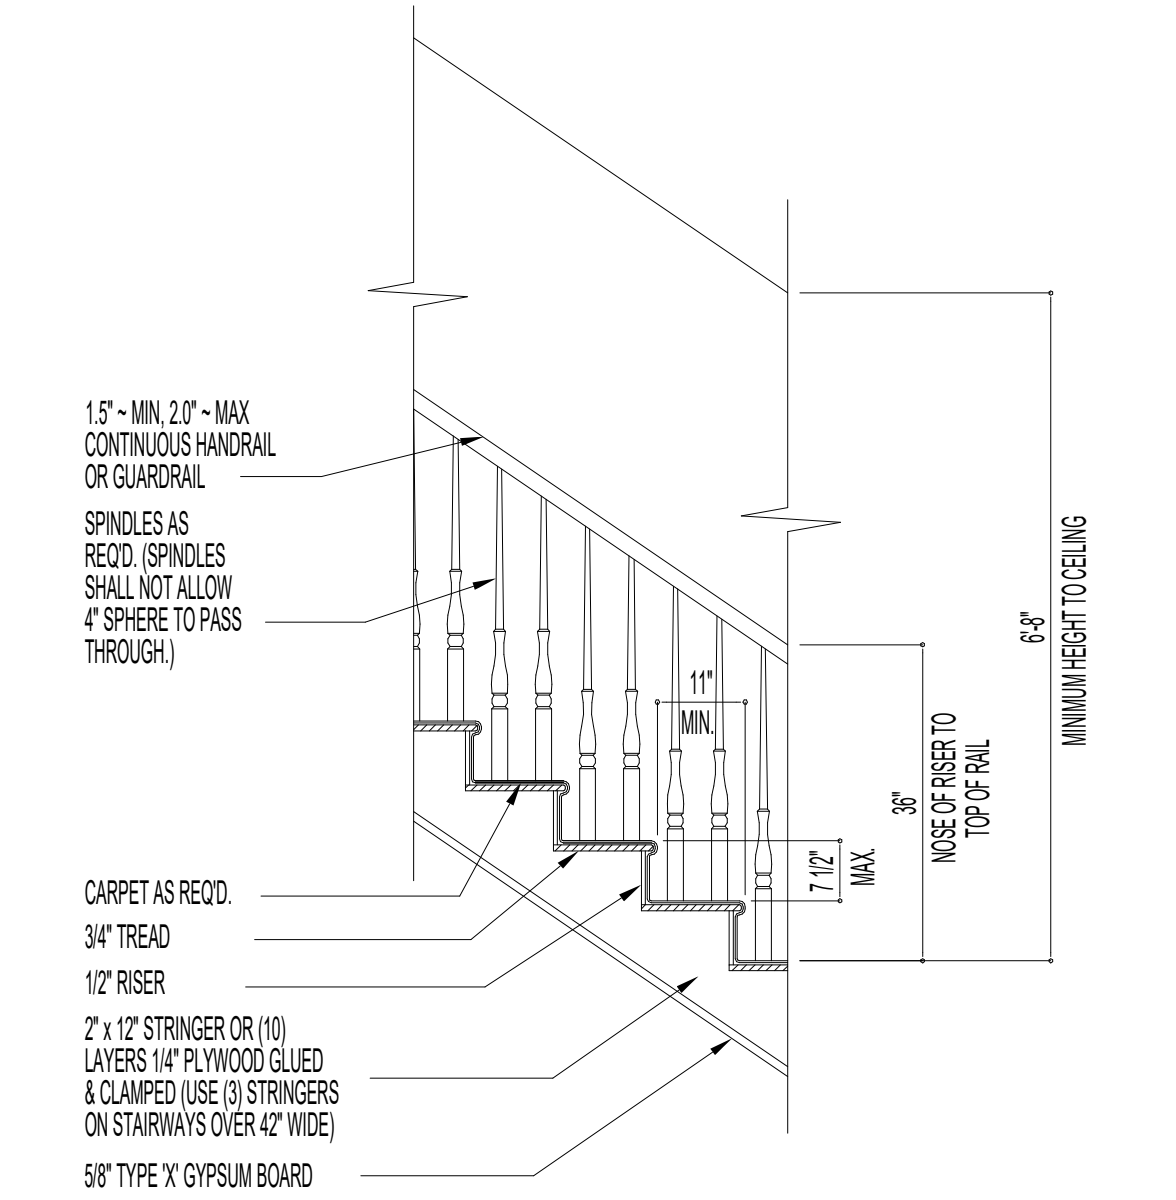 1.5" ~ MIN, 2.0" ~ MAX
CONTINUOUS HANDRAIL
OR GUARDRAIL
SPINDLES AS
REQ'D. (SPINDLES
SHALL NOT ALLOW
4" SPHERE TO PASS
THROUGH.)
11"
MIN.
7 1/2"
MAX.
36"
NOSE OF RISER TO
TOP OF RAIL
6'-8"
MINIMUM HEIGHT TO CEILING
CARPET AS REQ'D.
3/4" TREAD
1/2" RISER
2" x 12" STRINGER OR (10)
LAYERS 1/4" PLYWOOD GLUED
& CLAMPED (USE (3) STRINGERS
ON STAIRWAYS OVER 42" WIDE)
5/8" TYPE 'X' GYPSUM BOARD